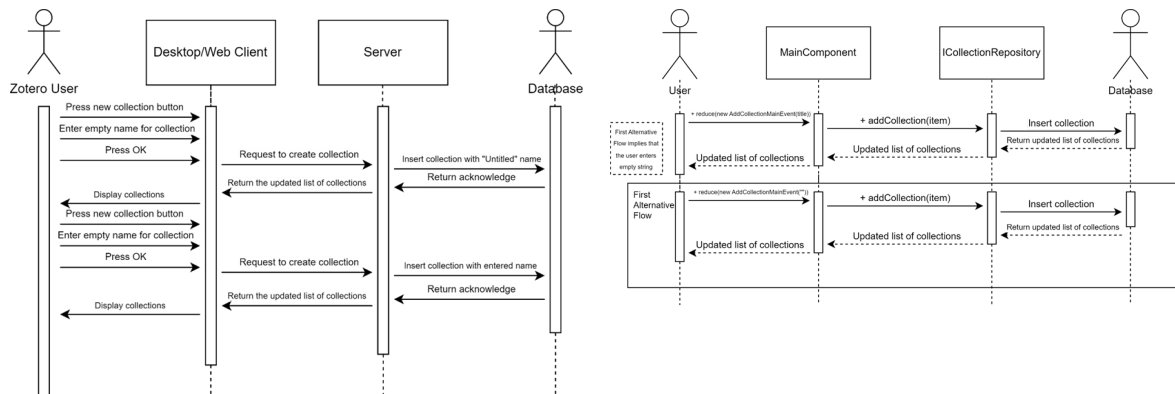 Zotero User
Desktop/Web Client
Server
Database
Press new collection button
Enter empty name for collection
Press OK
Request to create collection
Insert collection with "Untitled" name
Return acknowledge
Return the updated list of collections
Display collections
Press new collection button
Enter empty name for collection
Press OK
Request to create collection
Insert collection with entered name
Return acknowledge
Return the updated list of collections
Display collections
User
MainComponent
ICollectionRepository
Database
First Alternative
Flow implies that
the user enters
empty string
+ reduce(new AddCollectionMainEvent(title))
+ addCollection(item)
Insert collection
Return updated list of collections
Updated list of collections
Updated list of collections
First
Alternative
Flow
+ reduce(new AddCollectionMainEvent(""))
+ addCollection(item)
Insert collection
Return updated list of collections
Updated list of collections
Updated list of collections